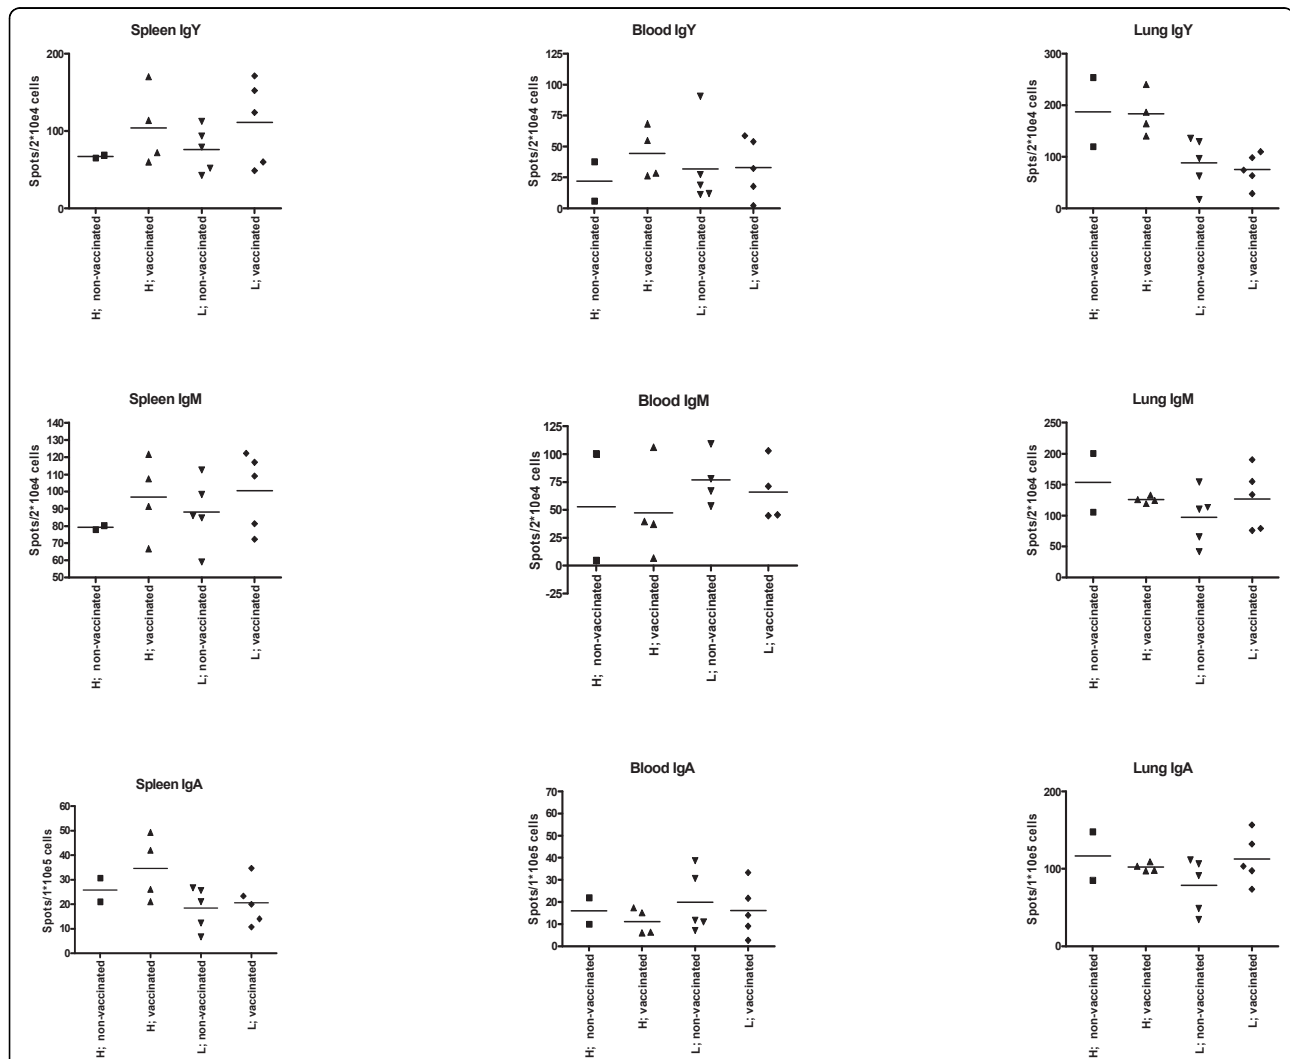 Spleen IgY
Spots/2*10e4 cells
200
100
0
H; non-vaccinated
H; vaccinated
L; non-vaccinated
L; vaccinated
Blood IgY
Spots/2*10e4 cells
125
100
75
50
25
0
H; non-vaccinated
H; vaccinated
L; non-vaccinated
L; vaccinated
Lung IgY
Spts/2*10e4 cells
300
200
100
0
H; non-vaccinated
H; vaccinated
L; non-vaccinated
L; vaccinated
Spleen IgM
Spots/2*10e4 cells
140
130
120
110
100
90
80
70
60
50
H; non-vaccinated
H; vaccinated
L; non-vaccinated
L; vaccinated
Blood IgM
Spots/2*10e4 cells
125
100
75
50
25
0
-25
H; non-vaccinated
H; vaccinated
L; non-vaccinated
L; vaccinated
Lung IgM
Spots/2*10e4 cells
250
200
150
100
50
0
H; non-vaccinated
H; vaccinated
L; non-vaccinated
L; vaccinated
Spleen IgA
Spots/1*10e5 cells
60
50
40
30
20
10
0
H; non-vaccinated
H; vaccinated
L; non-vaccinated
L; vaccinated
Blood IgA
Spots/1*10e5 cells
70
60
50
40
30
20
10
0
H; non-vaccinated
H; vaccinated
L; non-vaccinated
L; vaccinated
Lung IgA
Spots/1*10e5 cells
200
100
0
H; non-vaccinated
H; vaccinated
L; non-vaccinated
L; vaccinated